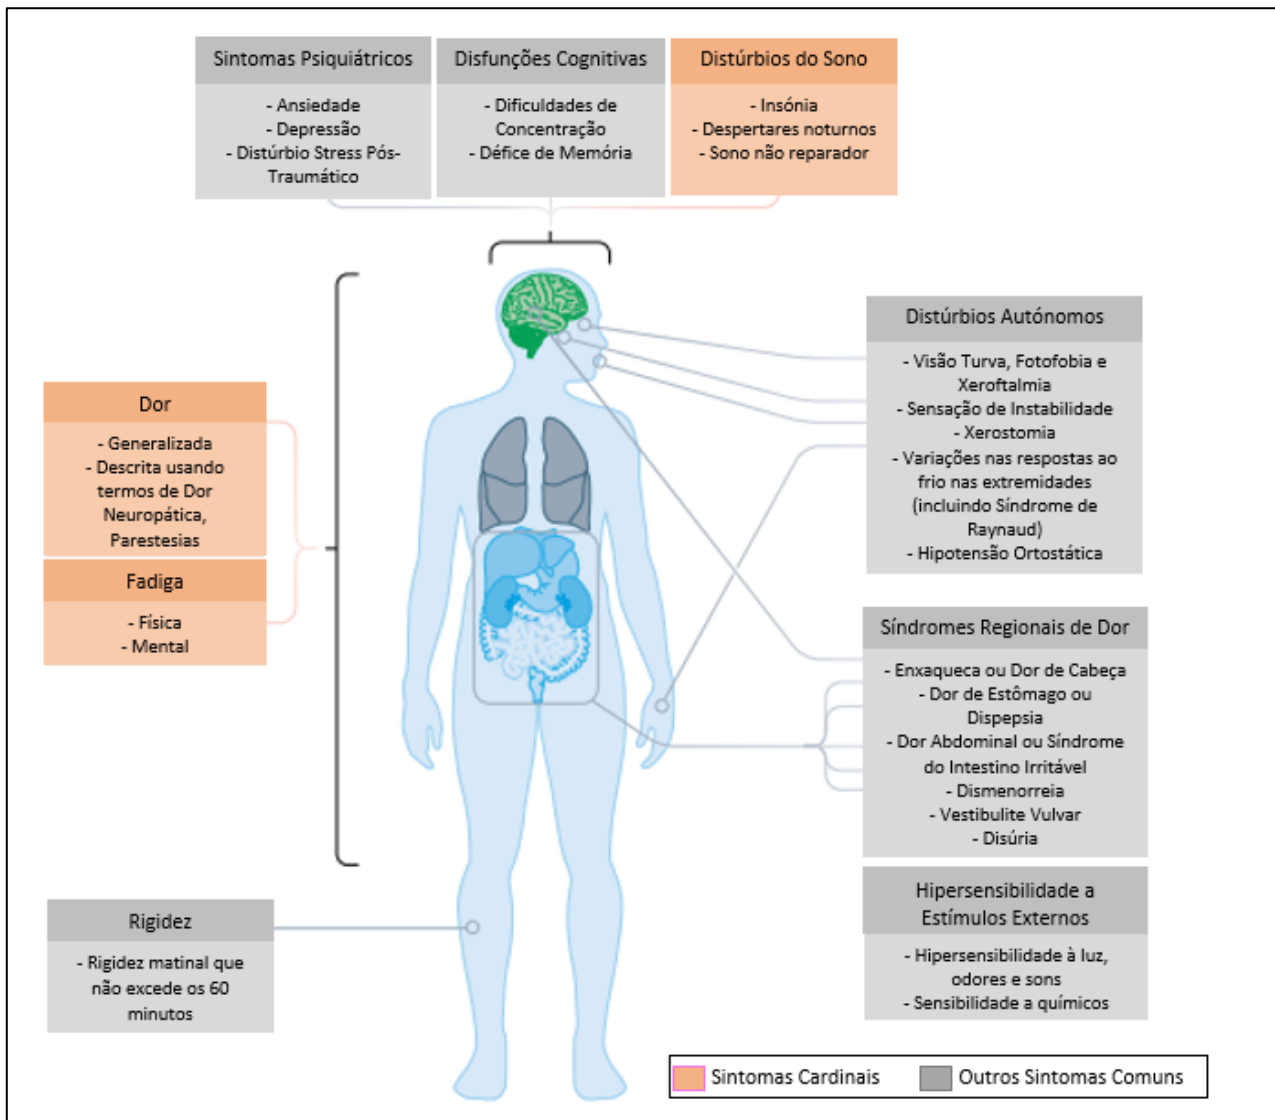 Sintomas Psiquiátricos
- Ansiedade
- Depressão
- Distúrbio Stress Pós-
Traumático
Disfunções Cognitivas
- Dificuldades de
Concentração
- Défice de Memória
Distúrbios do Sono
- Insónia
- Despertares noturnos
- Sono não reparador
Distúrbios Autónomos
- Visão Turva, Fotofobia e
Xeroftalmia
- Sensação de Instabilidade
- Xerostomia
- Variações nas respostas ao
frio nas extremidades
(incluindo Síndrome de
Raynaud)
- Hipotensão Ortostática
Dor
- Generalizada
- Descrita usando
termos de Dor
Neuropática,
Parestesias
Fadiga
- Física
- Mental
Síndromes Regionais de Dor
- Enxaqueca ou Dor de Cabeça
- Dor de Estômago ou
Dispepsia
- Dor Abdominal ou Síndrome
do Intestino Irritável
- Dismenorreia
- Vestibulite Vulvar
- Disúria
Hipersensibilidade a
Estímulos Externos
- Hipersensibilidade à luz,
odores e sons
- Sensibilidade a químicos
Rigidez
- Rigidez matinal que
não excede os 60
minutos
Sintomas Cardinais
Outros Sintomas Comuns